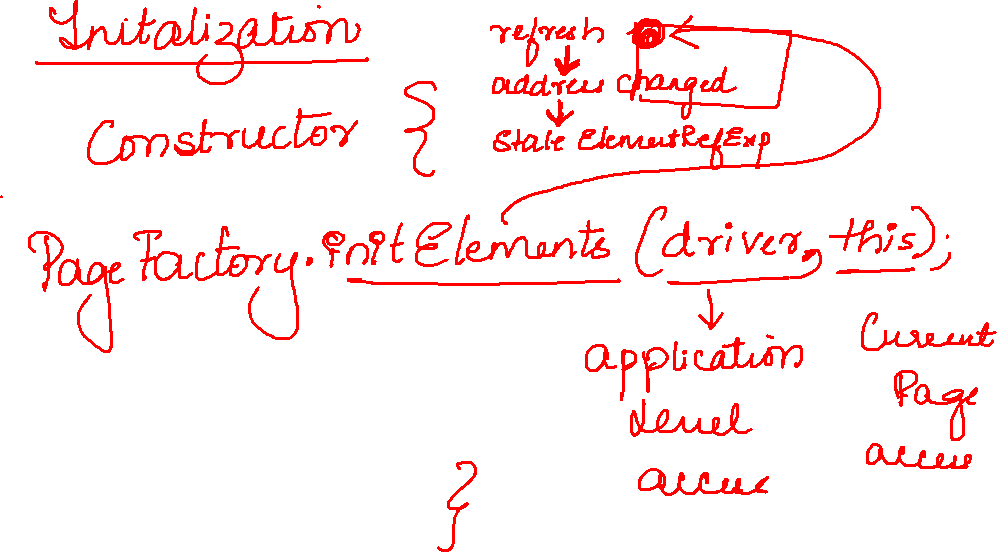 Initalization
refresh
address changed
Stale ElementRefExp
Constructor {
PageFactory.initElements (driver, this);
Application
Level
access
Current
Page
access
}